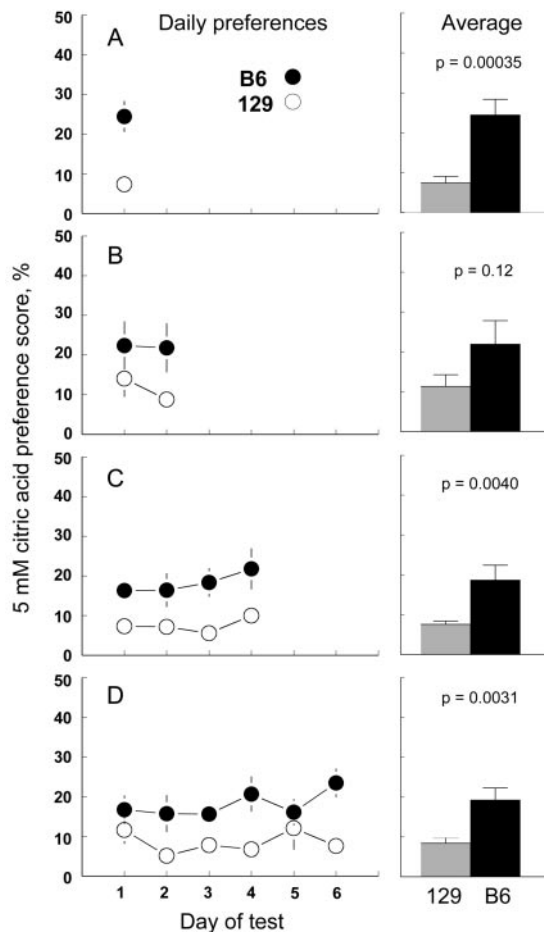 Daily preferences
Average
5 mM citric acid preference score, %
A
B6
129
50
40
30
20
10
0
p = 0.00035
B
50
40
30
20
10
0
p = 0.12
C
50
40
30
20
10
0
p = 0.0040
D
50
40
30
20
10
0
p = 0.0031
1 2 3 4 5 6
129 B6
Day of test